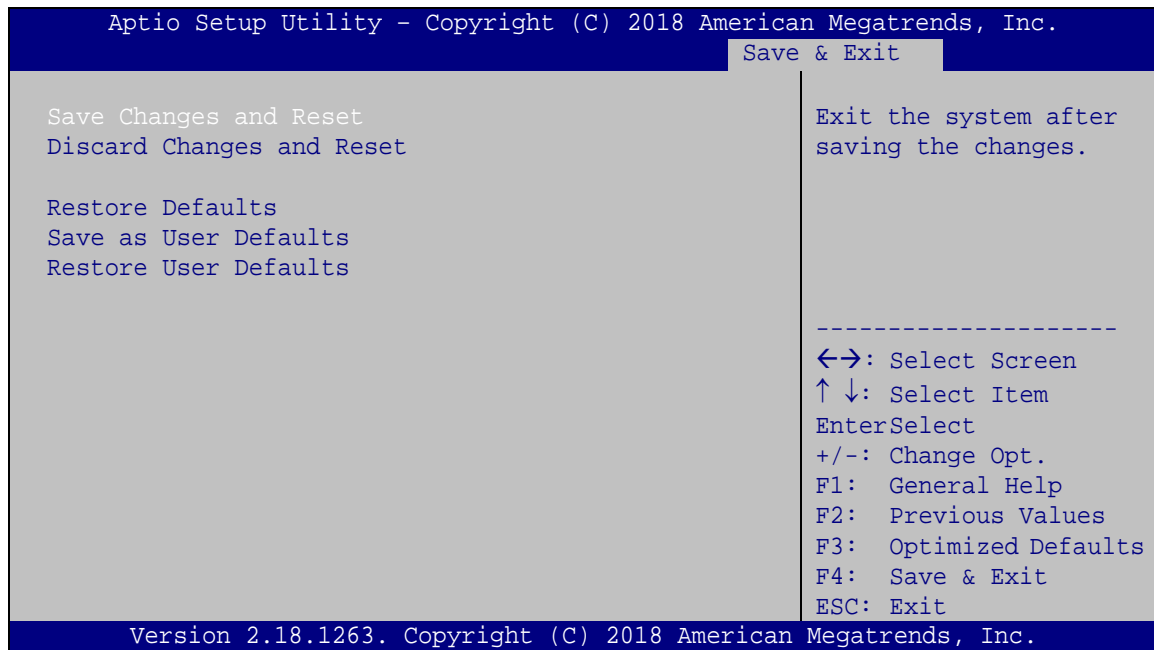 Aptio Setup Utility – Copyright (C) 2018 American Megatrends, Inc.
Save & Exit
Save Changes and Reset
Discard Changes and Reset
Restore Defaults
Save as User Defaults
Restore User Defaults
Exit the system after
saving the changes.
---------------------
←→: Select Screen
↑ ↓: Select Item
EnterSelect
+/-: Change Opt.
F1: General Help
F2: Previous Values
F3: Optimized Defaults
F4: Save & Exit
ESC: Exit
Version 2.18.1263. Copyright (C) 2018 American Megatrends, Inc.